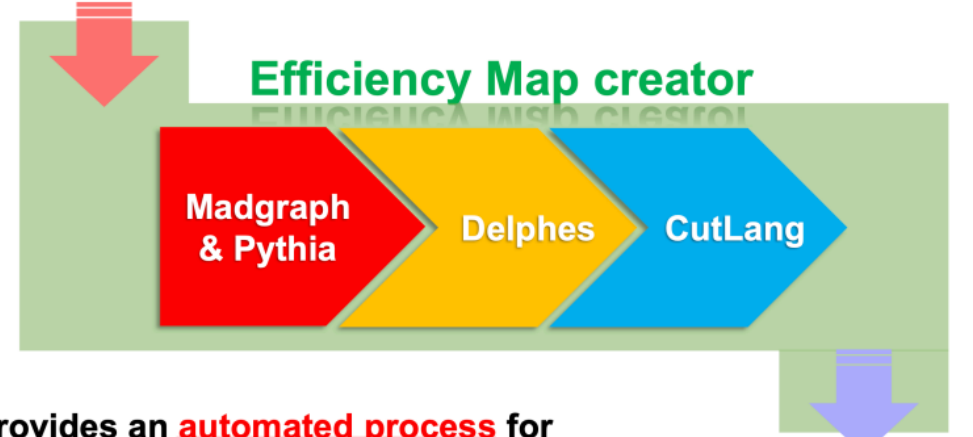 Efficiency Map creator
Madgraph
& Pythia
Delphes
CutLang
rovides an automated process for